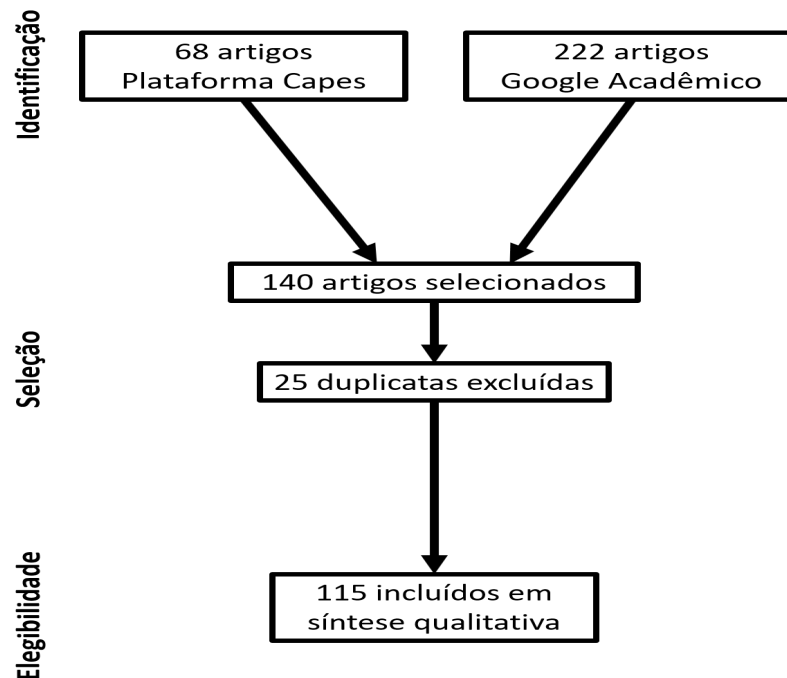 Identificação
68 artigos
Plataforma Capes
222 artigos
Google Acadêmico
140 artigos selecionados
Seleção
25 duplicatas excluídas
Elegibilidade
115 incluídos em
síntese qualitativa